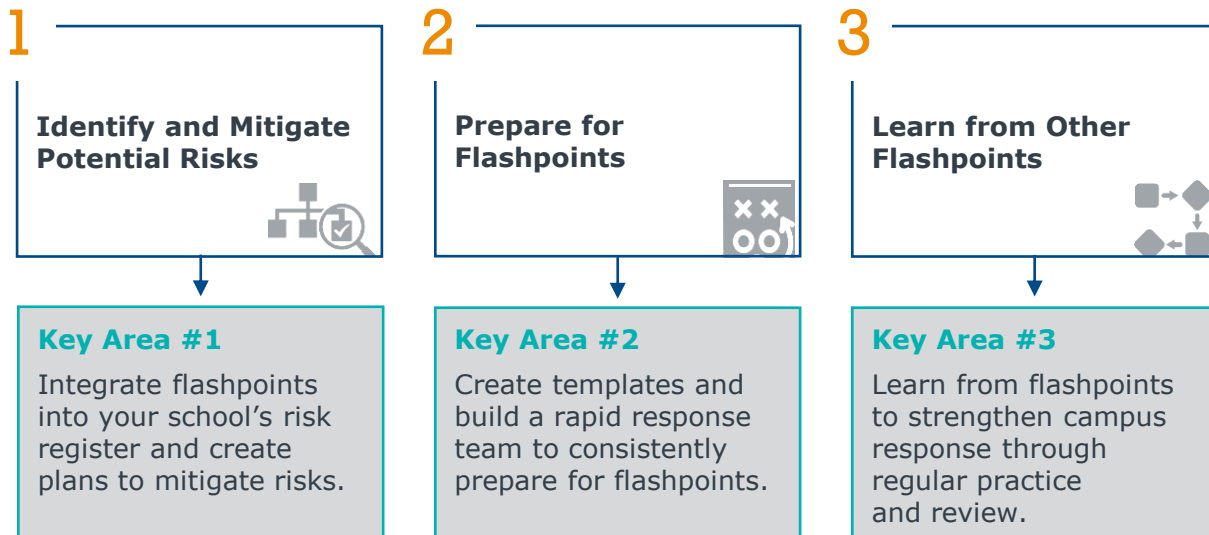 1
Identify and Mitigate
Potential Risks
Key Area #1
Integrate flashpoints
into your school’s risk
register and create
plans to mitigate risks.
2
Prepare for
Flashpoints
Key Area #2
Create templates and
build a rapid response
team to consistently
prepare for flashpoints.
3
Learn from Other
Flashpoints
Key Area #3
Learn from flashpoints
to strengthen campus
response through
regular practice
and review.